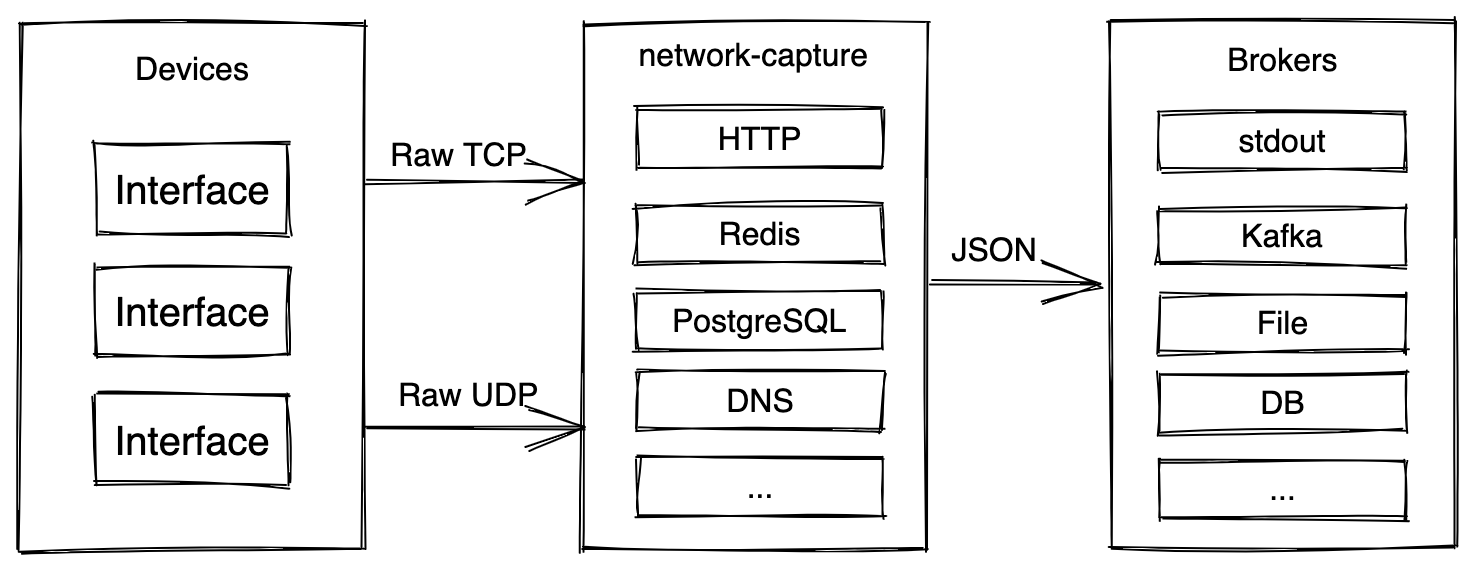 Devices
Interface
Interface
Interface
Raw TCP
Raw UDP
network-capture
HTTP
Redis
PostgreSQL
DNS
...
JSON
Brokers
stdout
Kafka
File
DB
...